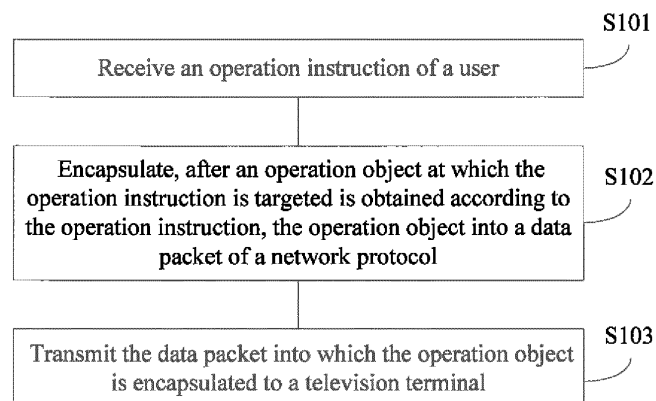 S101
Receive an operation instruction of a user
Encapsulate, after an operation object at which the
operation instruction is targeted is obtained according to
the operation instruction, the operation object into a data
packet of a network protocol
S102
Transmit the data packet into which the operation object
is encapsulated to a television terminal
S103